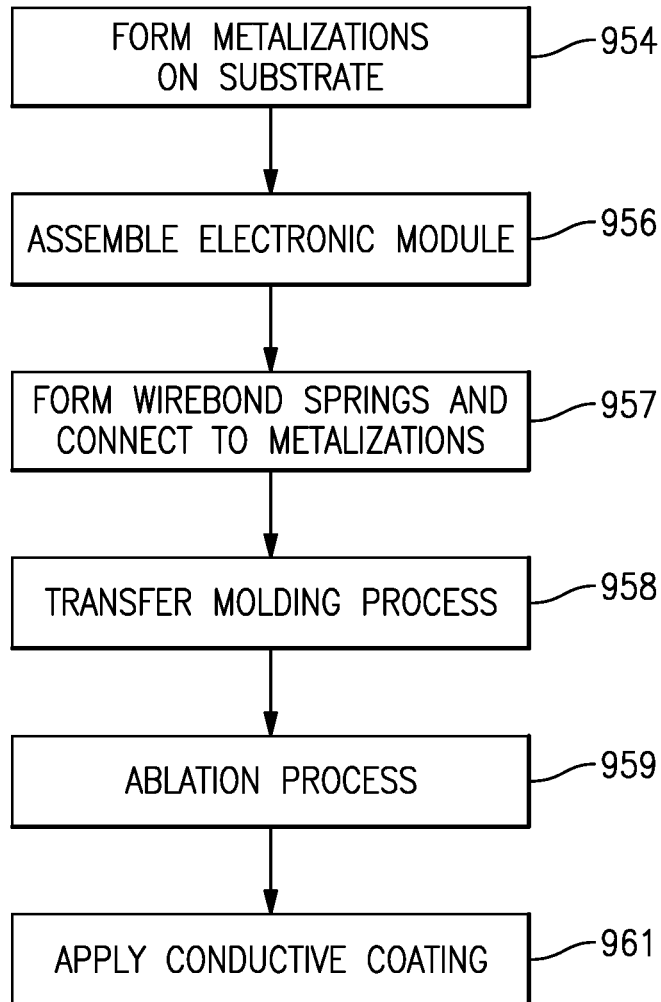 FORM METALIZATIONS
ON SUBSTRATE
954
ASSEMBLE ELECTRONIC MODULE
956
FORM WIREBOND SPRINGS AND
CONNECT TO METALIZATIONS
957
TRANSFER MOLDING PROCESS
958
ABLATION PROCESS
959
APPLY CONDUCTIVE COATING
961